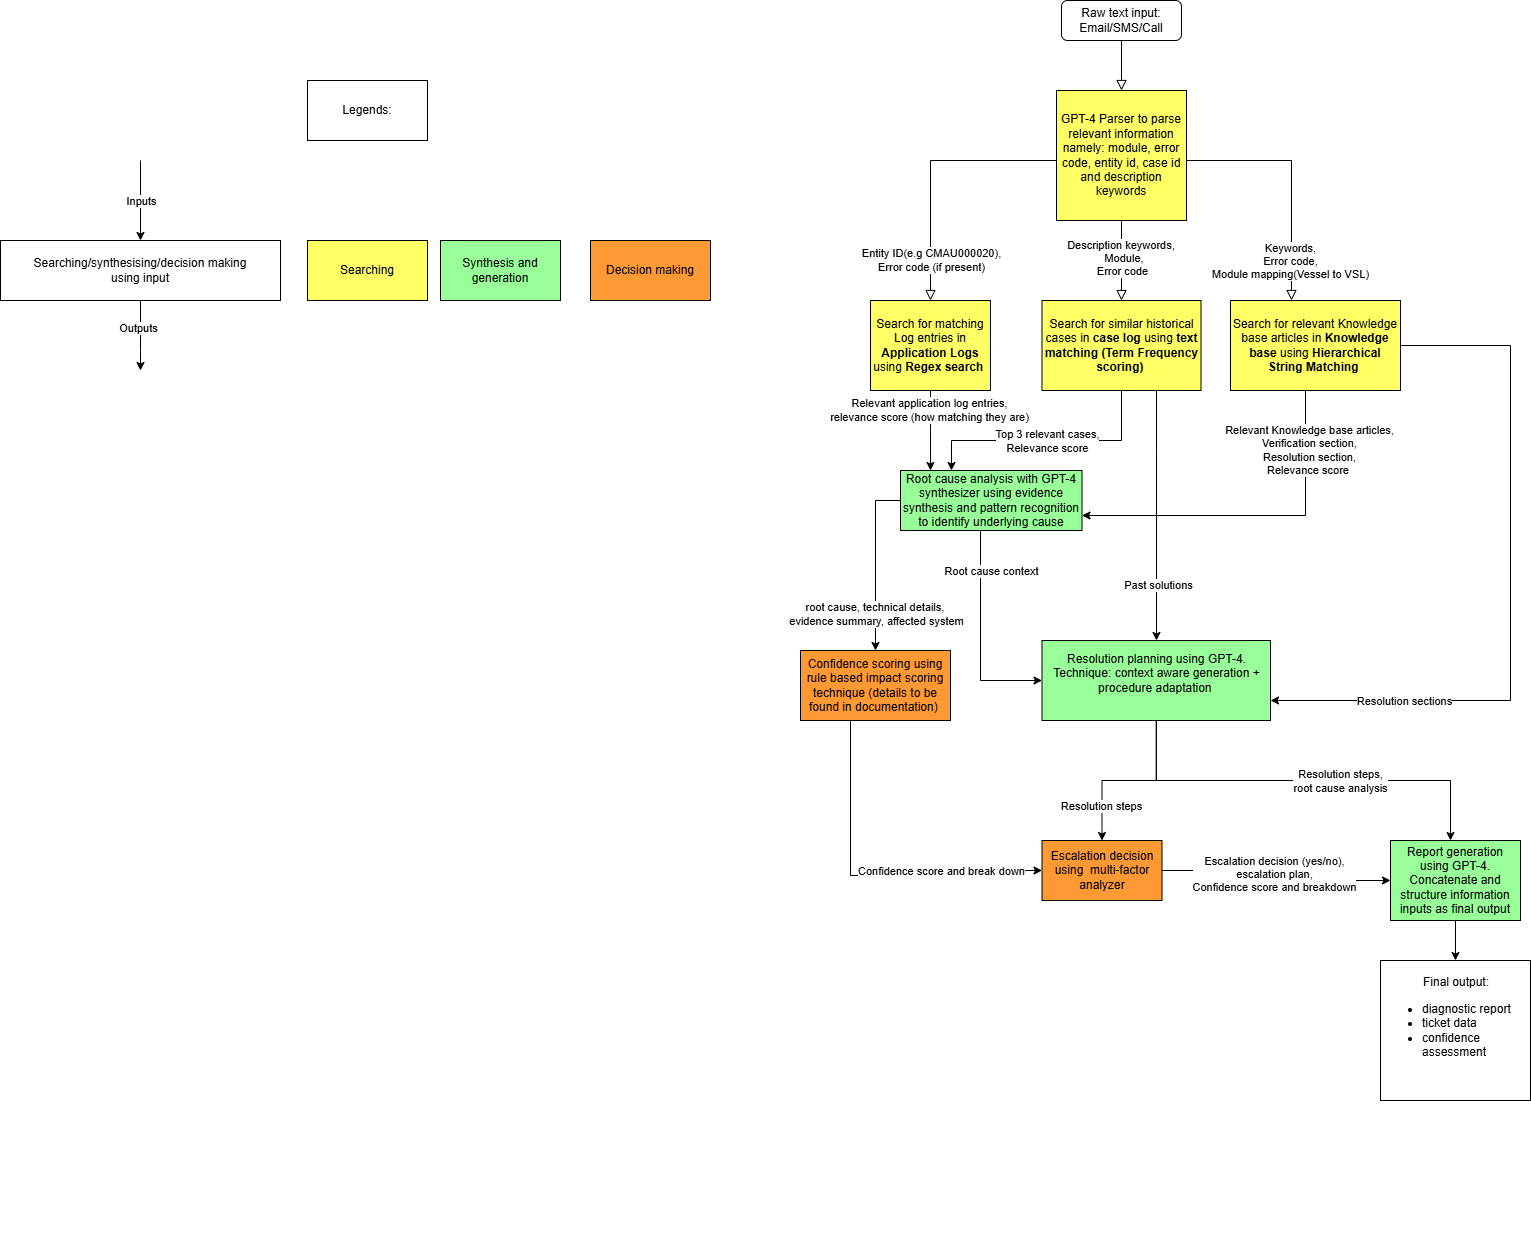 Raw text input:
Email/SMS/Call
Legends:
GPT-4 Parser to parse
relevant information
namely: module, error
code, entity id, case id
and description
keywords
Inputs
Searching/synthesising/decision making
using input
Searching
Synthesis and
generation
Decision making
Outputs
Entity ID(e.g CMAU000020),
Error code (if present)
Description keywords,
Module,
Error code
Keywords,
Error code,
Module mapping(Vessel to VSL)
Search for matching
Log entries in
Application Logs
using Regex search
Search for similar historical
cases in case log using text
matching (Term Frequency
scoring)
Search for relevant Knowledge
base articles in Knowledge
base using Hierarchical
String Matching
Relevant application log entries,
relevance score (how matching they are)
Top 3 relevant cases,
Relevance score
Relevant Knowledge base articles,
Verification section,
Resolution section,
Relevance score
Root cause analysis with GPT-4
synthesizer using evidence
synthesis and pattern recognition
to identify underlying cause
Root cause context
Past solutions
root cause, technical details,
evidence summary, affected system
Confidence scoring using
rule based impact scoring
technique (details to be
found in documentation)
Resolution planning using GPT-4.
Technique: context aware generation +
procedure adaptation
Resolution sections
Resolution steps,
root cause analysis
Resolution steps
Confidence score and break down
Escalation decision
using  multi-factor
analyzer
Escalation decision (yes/no),
escalation plan,
Confidence score and breakdown
Report generation
using GPT-4.
Concatenate and
structure information
inputs as final output
Final output:
• diagnostic report
• ticket data
• confidence
assessment